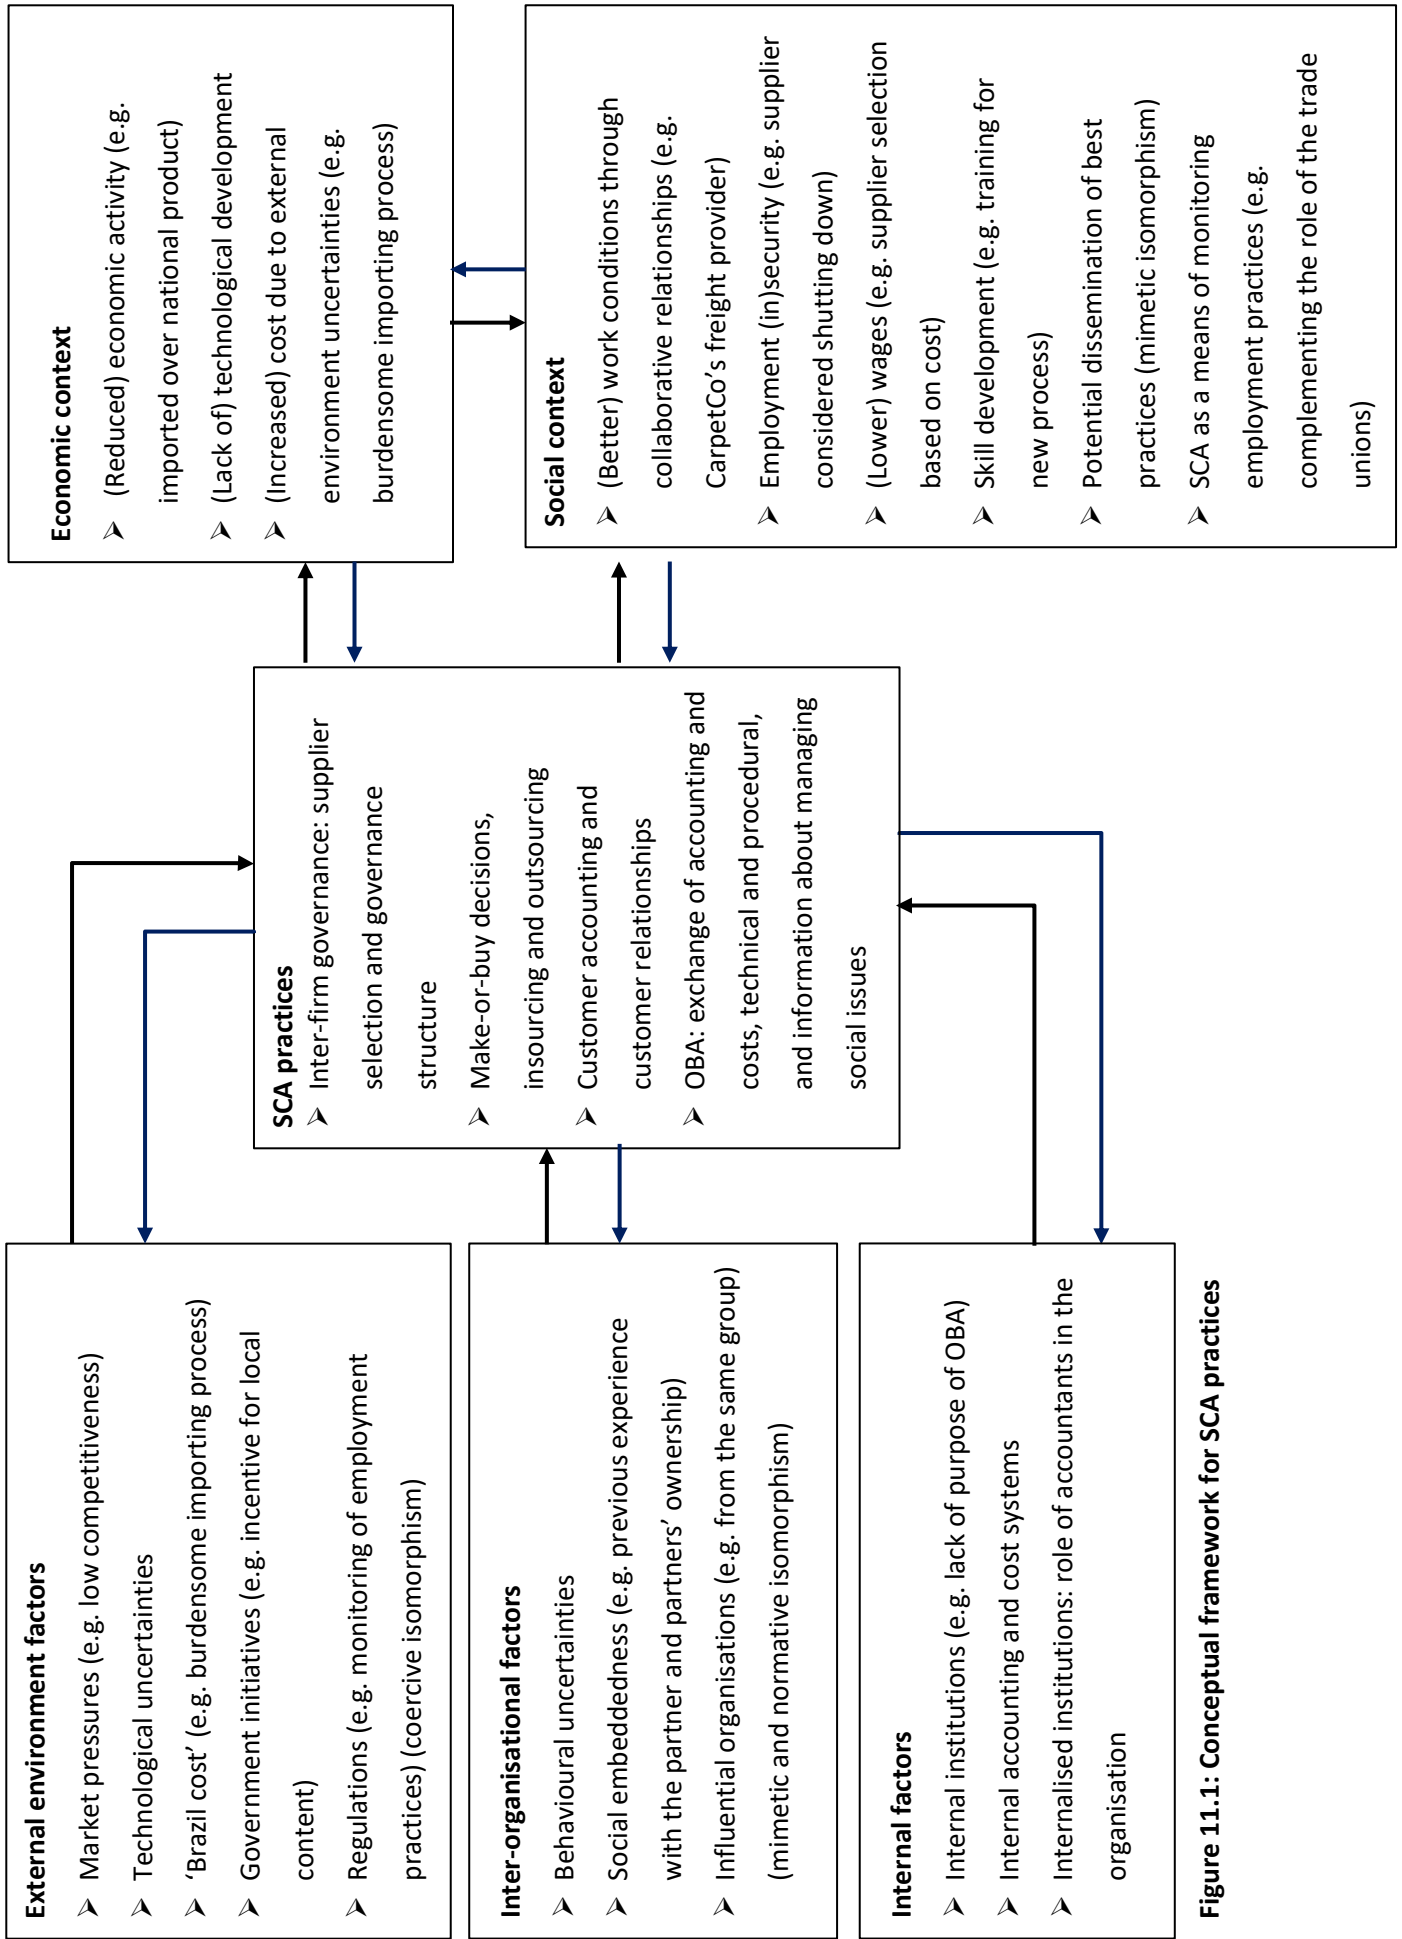 External environment factors
➢ Market pressures (e.g. low competitiveness)
➢ Technological uncertainties
➢ ‘Brazil cost’ (e.g. burdensome importing process)
➢ Government initiatives (e.g. incentive for local
content)
➢ Regulations (e.g. monitoring of employment
practices) (coercive isomorphism)
Inter-organisational factors
➢ Behavioural uncertainties
➢ Social embeddedness (e.g. previous experience
with the partner and partners’ ownership)
➢ Influential organisations (e.g. from the same group)
(mimetic and normative isomorphism)
Internal factors
➢ Internal institutions (e.g. lack of purpose of OBA)
➢ Internal accounting and cost systems
➢ Internalised institutions: role of accountants in the
organisation
SCA practices
➢ Inter-firm governance: supplier
selection and governance
structure
➢ Make-or-buy decisions,
insourcing and outsourcing
➢ Customer accounting and
customer relationships
➢ OBA: exchange of accounting and
costs, technical and procedural,
and information about managing
social issues
Economic context
➢ (Reduced) economic activity (e.g.
imported over national product)
➢ (Lack of) technological development
➢ (Increased) cost due to external
environment uncertainties (e.g.
burdensome importing process)
Social context
➢ (Better) work conditions through
collaborative relationships (e.g.
CarpetCo’s freight provider)
➢ Employment (in)security (e.g. supplier
considered shutting down)
➢ (Lower) wages (e.g. supplier selection
based on cost)
➢ Skill development (e.g. training for
new process)
➢ Potential dissemination of best
practices (mimetic isomorphism)
➢ SCA as a means of monitoring
employment practices (e.g.
complementing the role of the trade
unions)
Figure 11.1: Conceptual framework for SCA practices